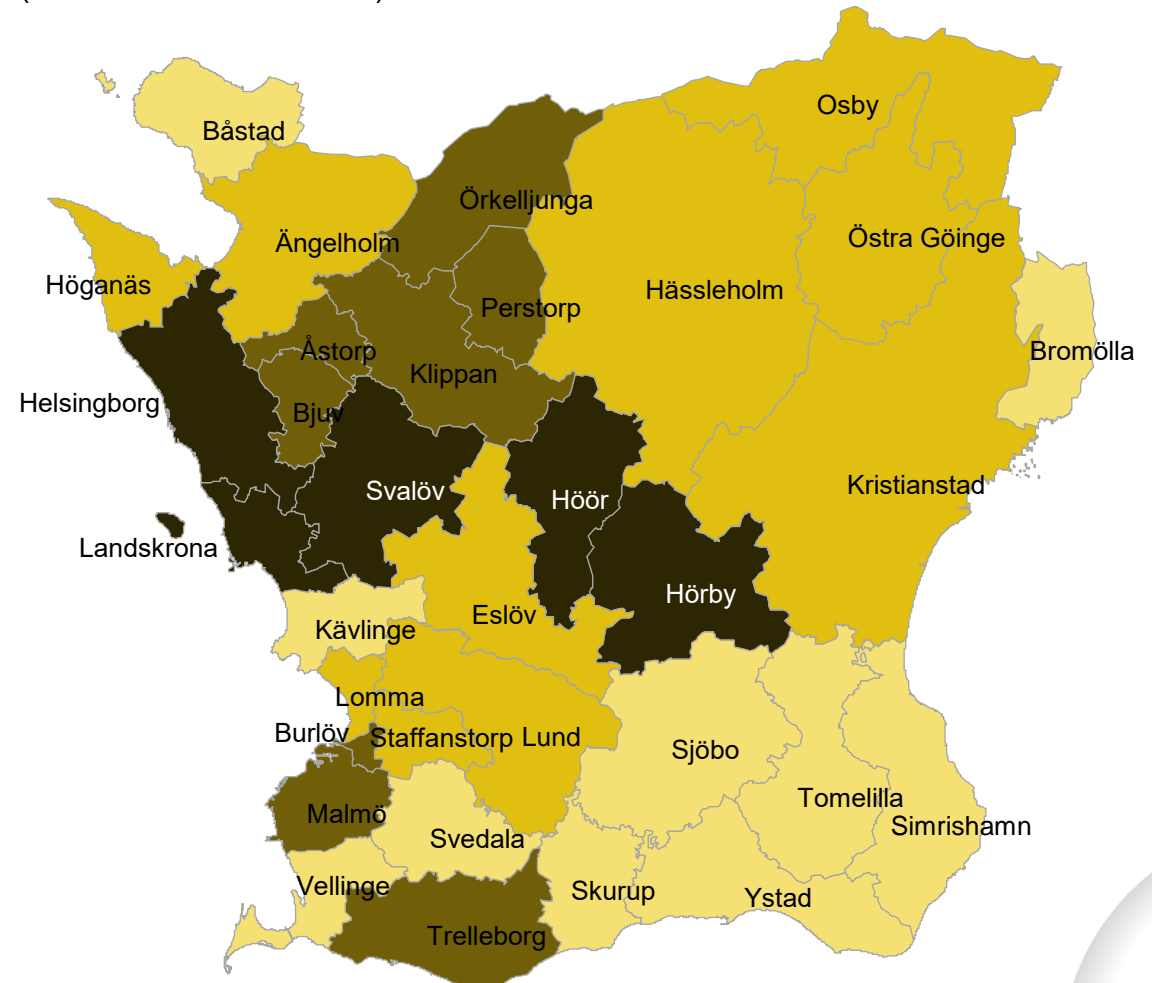 Osby
Båstad
Örkelljunga
Östra Göinge
Ängelholm
Höganäs
Hässleholm
Perstorp
Åstorp
Bromölla
Klippan
Helsingborg
Bjuv
Svalöv
Kristianstad
Höör
Landskrona
Hörby
Eslöv
Kävlinge
Lomma
Burlöv
Staffanstorp
Lund
Sjöbo
Tomelilla
Malmö
Simrishamn
Svedala
Vellinge
Skurup
Ystad
Trelleborg